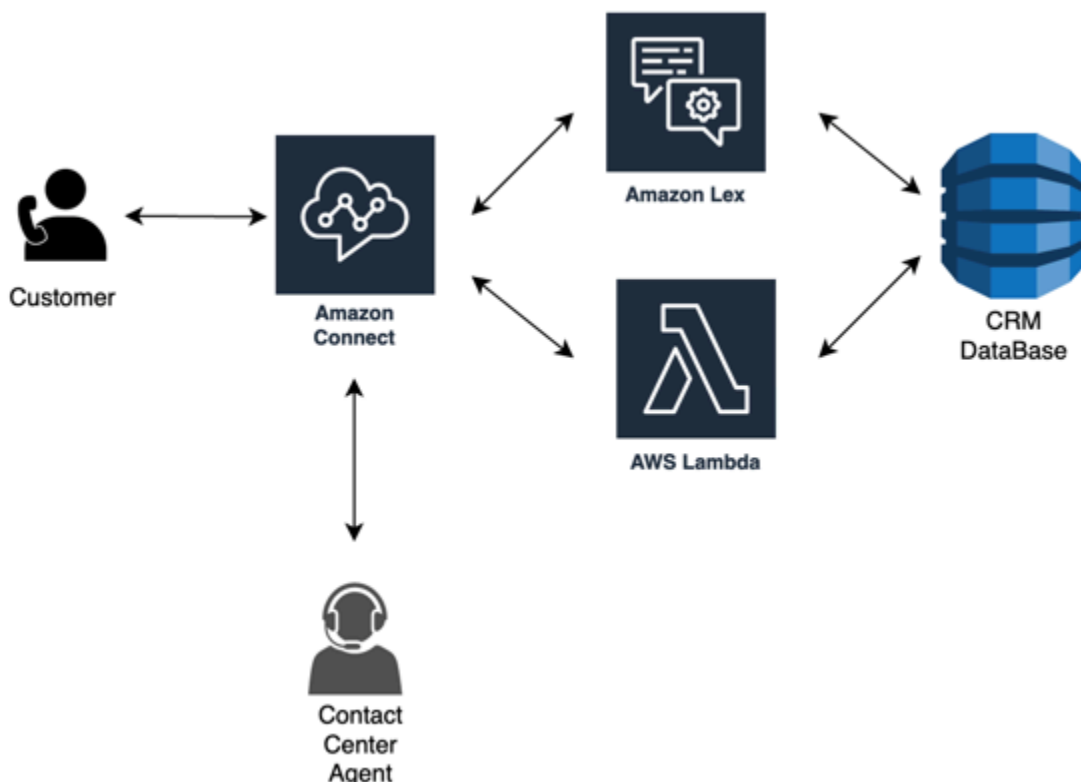 Amazon Lex
Customer
Amazon
Connect
CRM
DataBase
AWS Lambda
Contact
Center
Agent